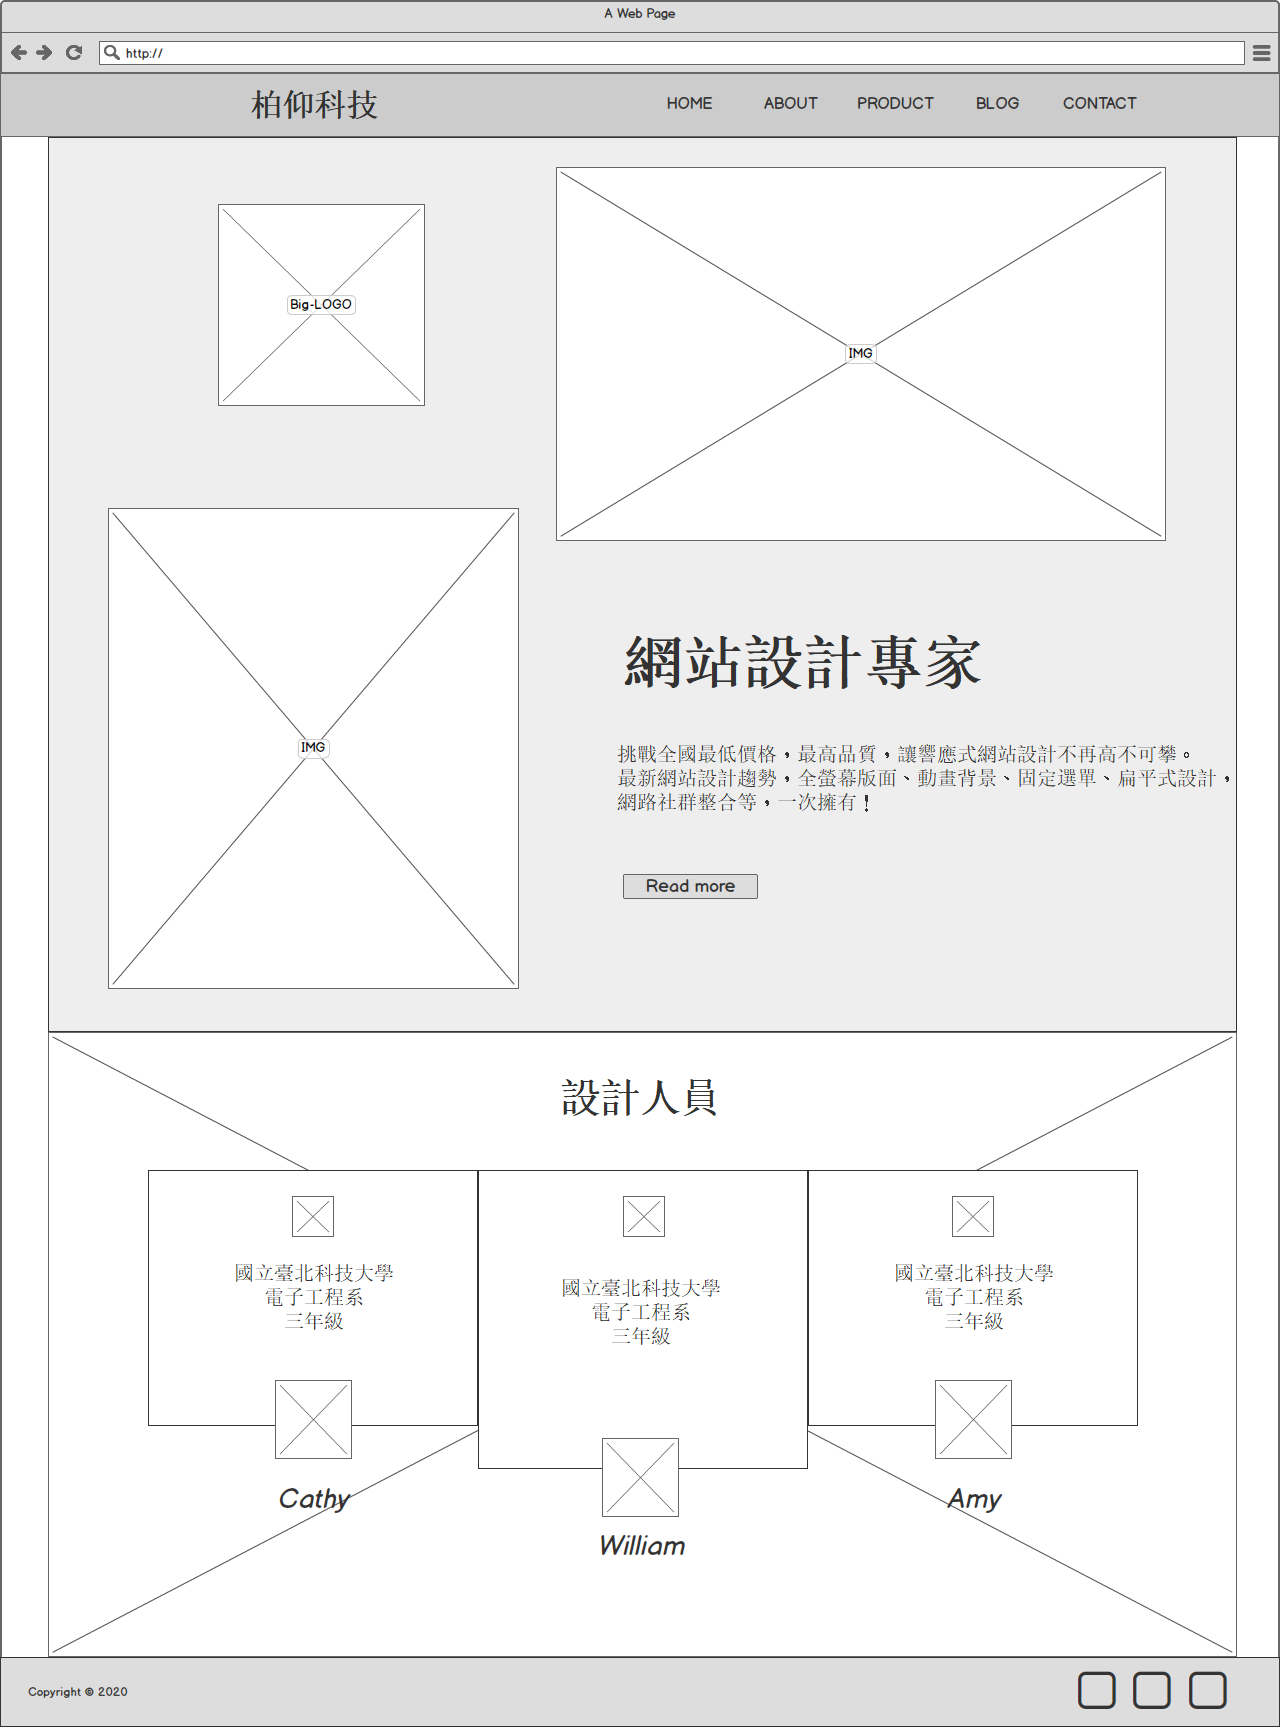 A Web Page
http://
柏仰科技
HOME ABOUT PRODUCT BLOG CONTACT
Big-LOGO
IMG
IMG
網站設計專家
挑戰全國最低價格，最高品質，讓響應式網站設計不再高不可攀。
最新網站設計趨勢，全螢幕版面、動畫背景、固定選單、扁平式設計，
網路社群整合等，一次擁有！
Read more
設計人員
國立臺北科技大學
電子工程系
三年級
Cathy
國立臺北科技大學
電子工程系
三年級
William
國立臺北科技大學
電子工程系
三年級
Amy
Copyright © 2020